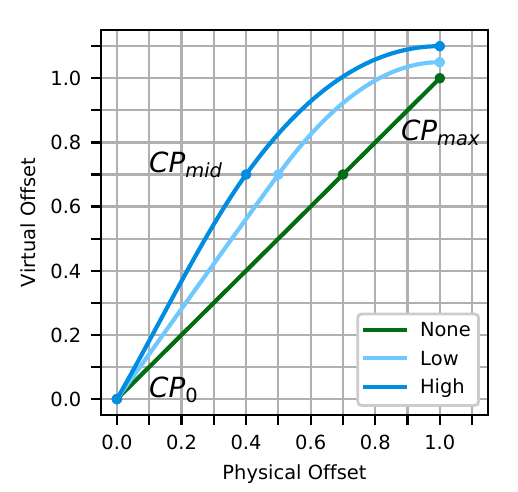 1.0
0.8
0.6
0.4
0.2
0.0
Virtual Offset
CP_mid
CP_max
CP_0
None
Low
High
0.0 0.2 0.4 0.6 0.8 1.0
Physical Offset